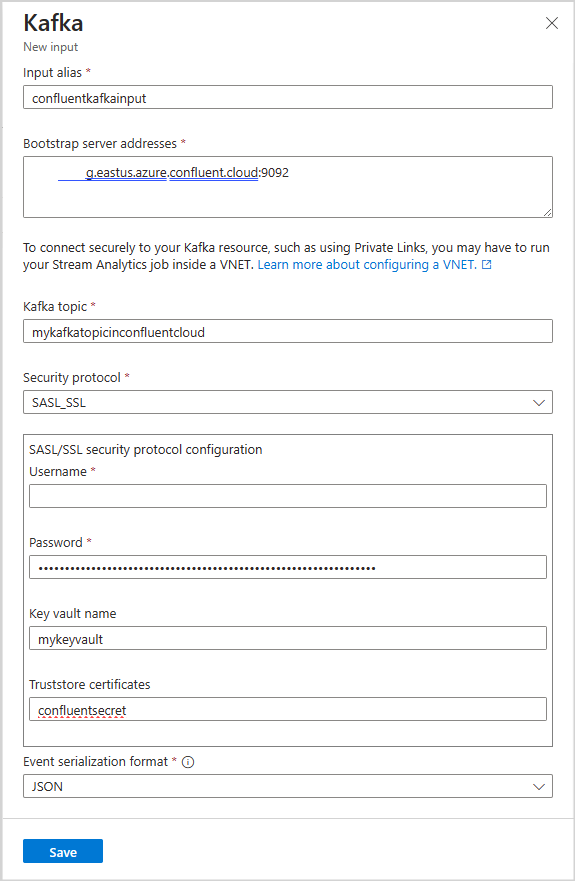 Kafka
New input
Input alias *
confluentkafkainput
Bootstrap server addresses *
g.eastus.azure.confluent.cloud:9092
To connect securely to your Kafka resource, such as using Private Links, you may have to run
your Stream Analytics job inside a VNET. Learn more about configuring a VNET.
Kafka topic *
mykafkatopicinconfluentcloud
Security protocol *
SASL_SSL
SASL/SSL security protocol configuration
Username *
Password *
••••••••••••••••••••••••••••••••••••••••••••••••••••••••••••••••
Key vault name
mykeyvault
Truststore certificates
confluentsecret
Event serialization format *
JSON
Save